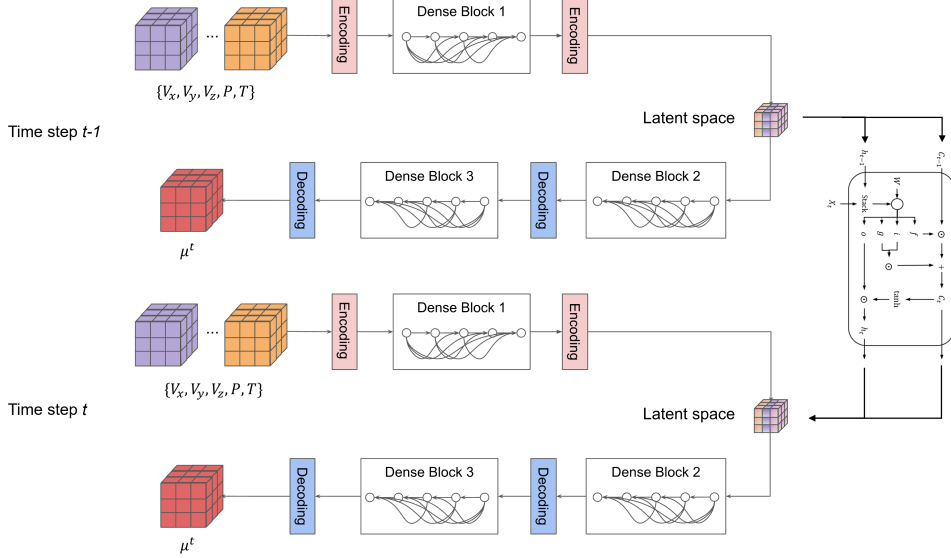 Encoding
Dense Block 1
Encoding
...
{V_x, V_y, V_z, P, T}
Latent space
Time step t-1
Decoding
Dense Block 3
Decoding
Dense Block 2
μ^t
h_{t-1}
C_{t-1}
W
X_t
Stack
f
i
g
o
⊙
⊙
+
C_t
tanh
⊙
h_t
Encoding
Dense Block 1
Encoding
...
{V_x, V_y, V_z, P, T}
Latent space
Time step t
Decoding
Dense Block 3
Decoding
Dense Block 2
μ^t